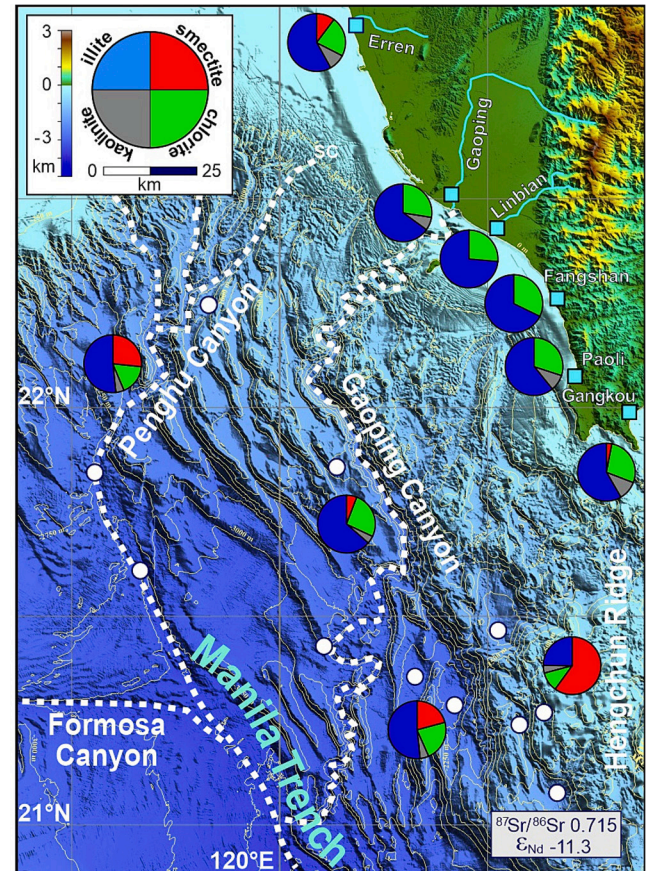 3
0
-3
km
illite
smectite
kaolinite
chlorite
0
25
km
Erren
Gaoping
Linbian
SC
Fangshan
Paoli
Gangkou
22°N
Penghu Canyon
Gaoping Canyon
3000 m
0 m
Hengchun Ridge
Manila Trench
Formosa
Canyon
21°N
120°E
⁸⁷Sr/⁸⁶Sr 0.715
εNd -11.3